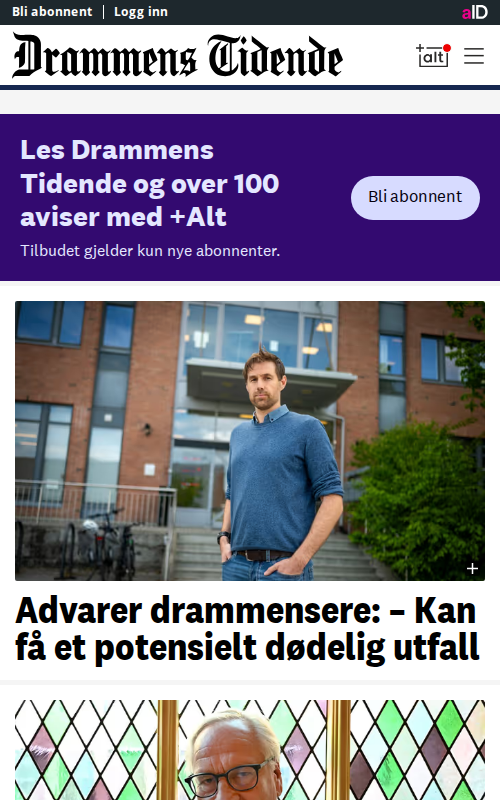 Bli abonnent
Logg inn
aID
Drammens Tidende
+alt
Les Drammens
Tidende og over 100
aviser med +Alt
Tilbudet gjelder kun nye abonnenter.
Bli abonnent
+
Advarer drammensere: – Kan
få et potensielt dødelig utfall